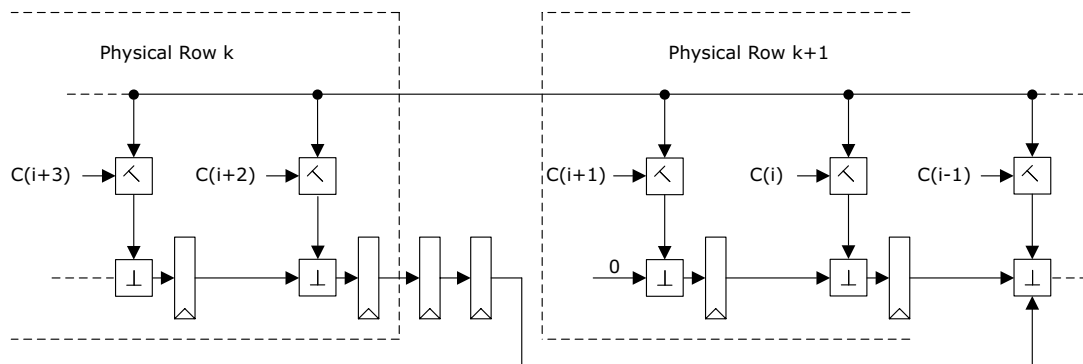 Physical Row k
Physical Row k+1
C(i+3)
C(i+2)
C(i+1)
C(i)
C(i-1)
0